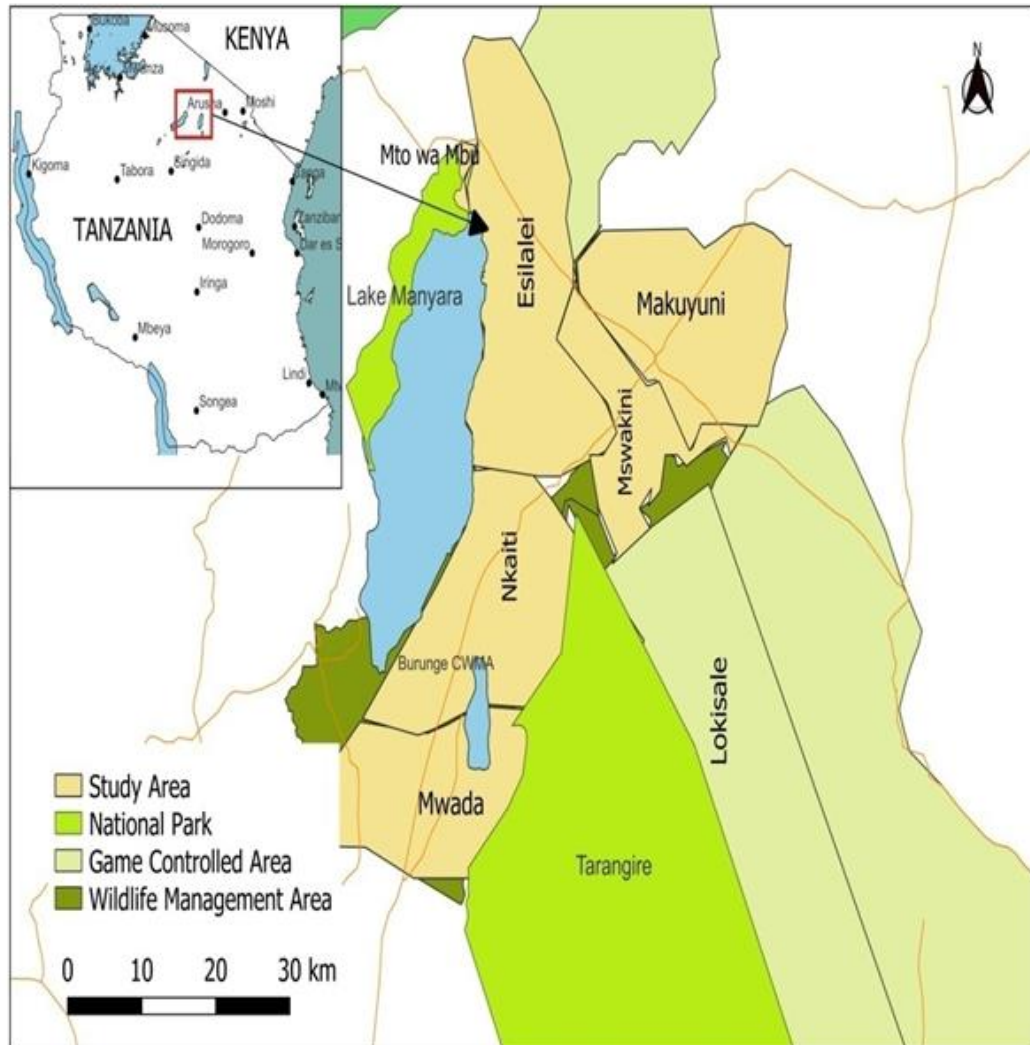 Bukoba
Musoma
KENYA
Arusha
Moshi
Kigoma
Tabora
Singida
Dodoma
Zanzibar
TANZANIA
Morogoro
Dar es S
Iringa
Mbeya
Lindi
Songea
N
Mto wa Mbu
Lake Manyara
Esilalei
Makuyuni
Mswakini
Nkaiti
Burunge CWMA
Lokisale
Mwada
Tarangire
Study Area
National Park
Game Controlled Area
Wildlife Management Area
0 10 20 30 km